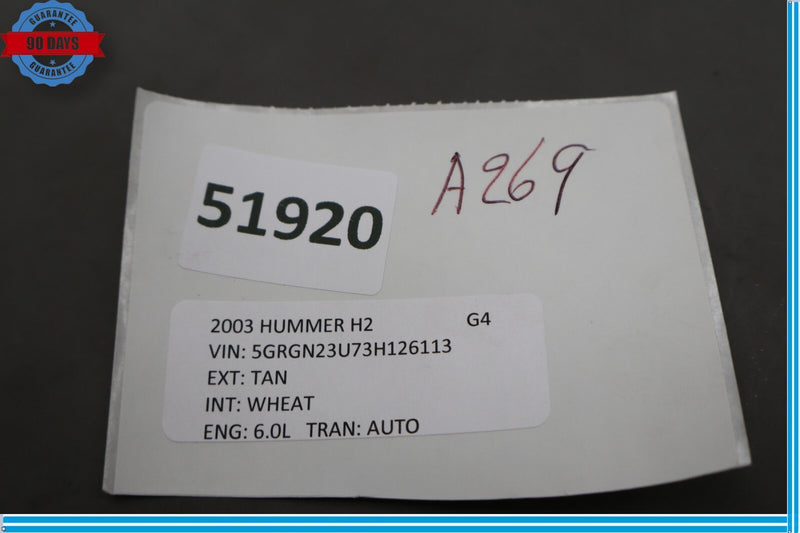 GUARANTEE
90 DAYS
GUARANTEE
A269
51920
2003 HUMMER H2 G4
VIN: 5GRGN23U73H126113
EXT: TAN
INT: WHEAT
ENG: 6.0L TRAN: AUTO